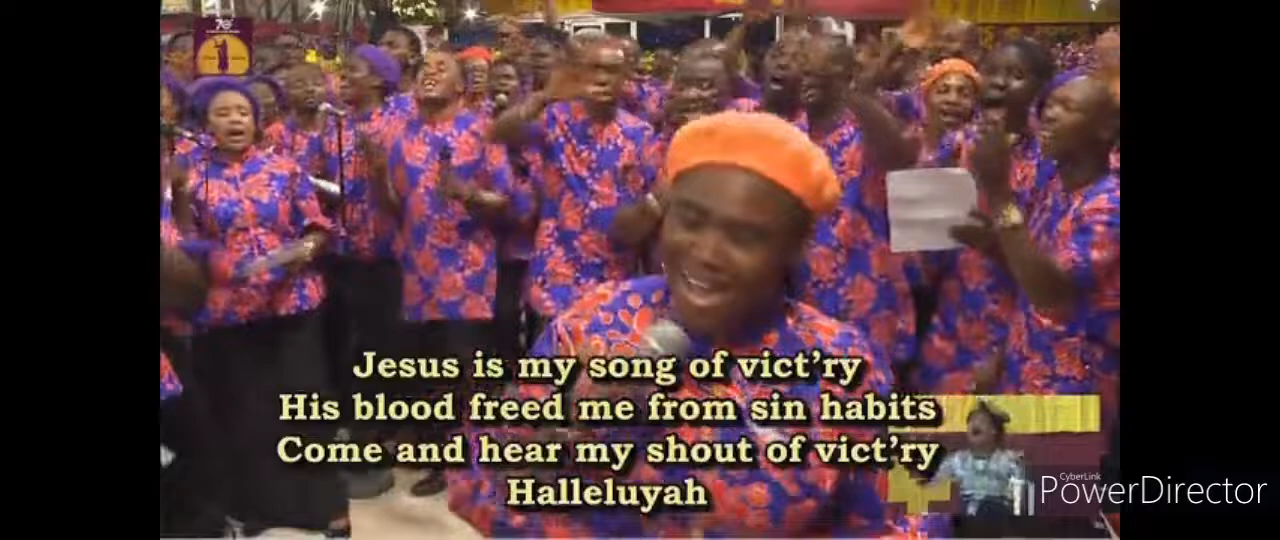 70
Jesus is my song of vict’ry
His blood freed me from sin habits
Come and hear my shout of vict’ry
Halleluyah
CyberLink
PowerDirector